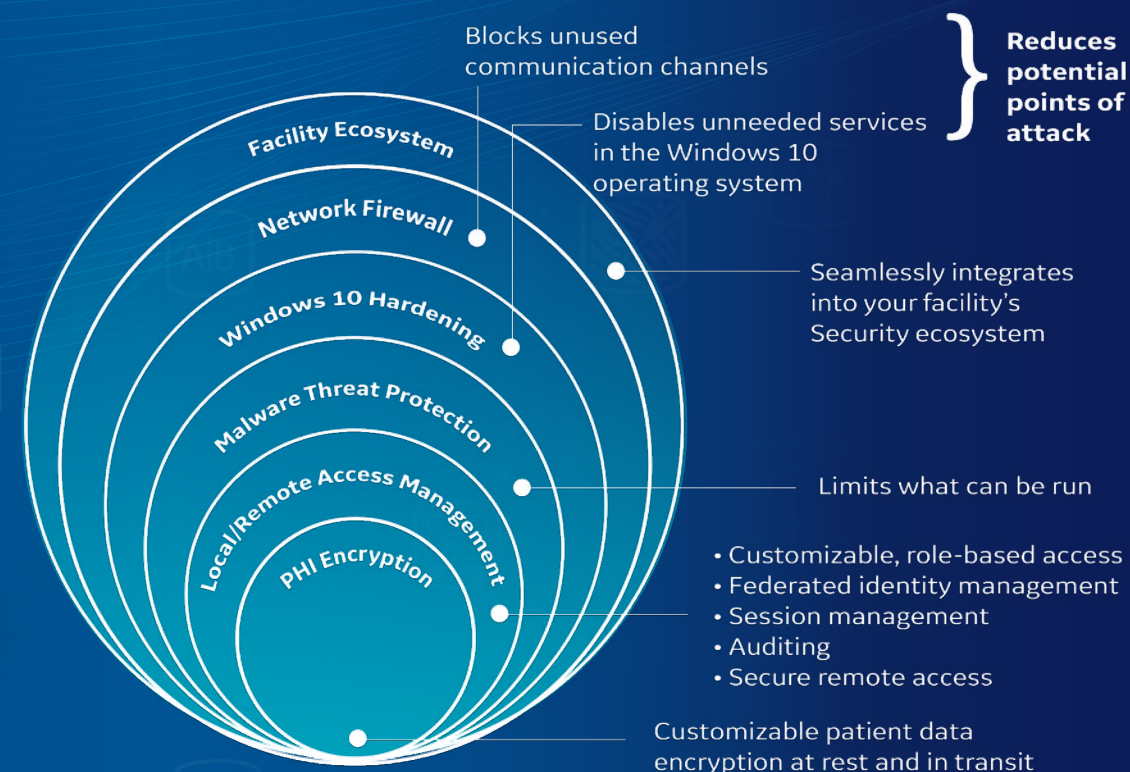 Blocks unused
communication channels
Reduces
potential
points of
attack
Disables unneeded services
in the Windows 10
operating system
Facility Ecosystem
Network Firewall
Windows 10 Hardening
Malware Threat Protection
Local/Remote Access Management
PHI Encryption
Seamlessly integrates
into your facility’s
Security ecosystem
Limits what can be run
• Customizable, role-based access
• Federated identity management
• Session management
• Auditing
• Secure remote access
Customizable patient data
encryption at rest and in transit